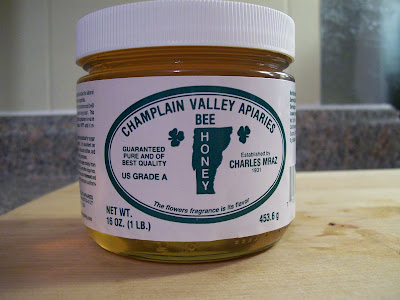 CHAMPLAIN VALLEY APIARIES
BEE
HONEY
GUARANTEED
PURE AND OF
BEST QUALITY
US GRADE A
Established by
CHARLES MRAZ
1931
The flowers fragrance is its flavor
NET WT.
16 OZ. (1 LB.)
453.6 g